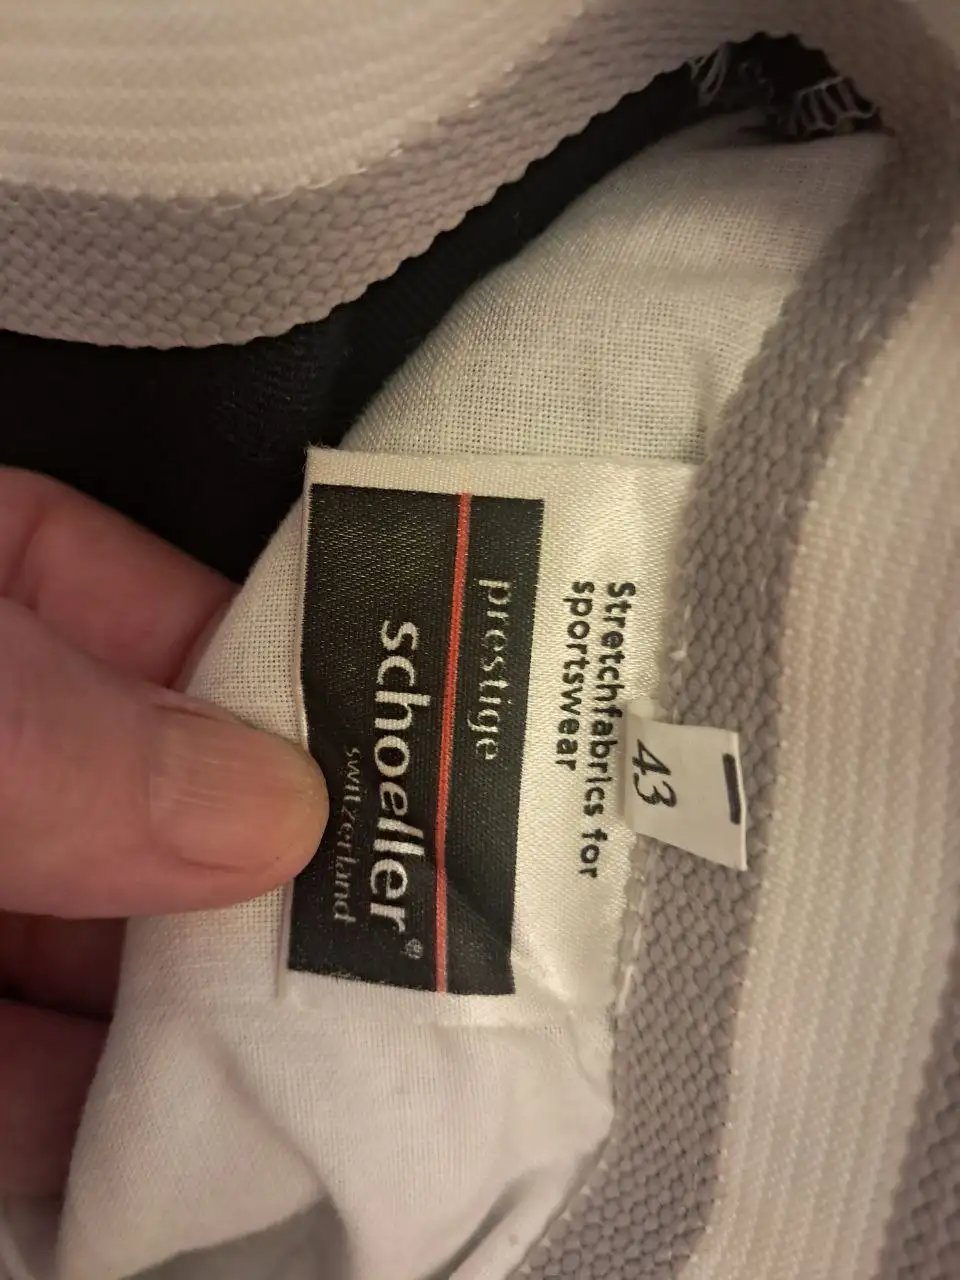 Stretchfabrics for
sportswear
prestige
schoeller®
switzerland
43